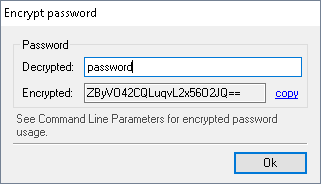 Encrypt password
Password
Decrypted: password
Encrypted: ZByVO42CQLuqvL2x56O2JQ== copy
See Command Line Parameters for encrypted password
usage.
Ok